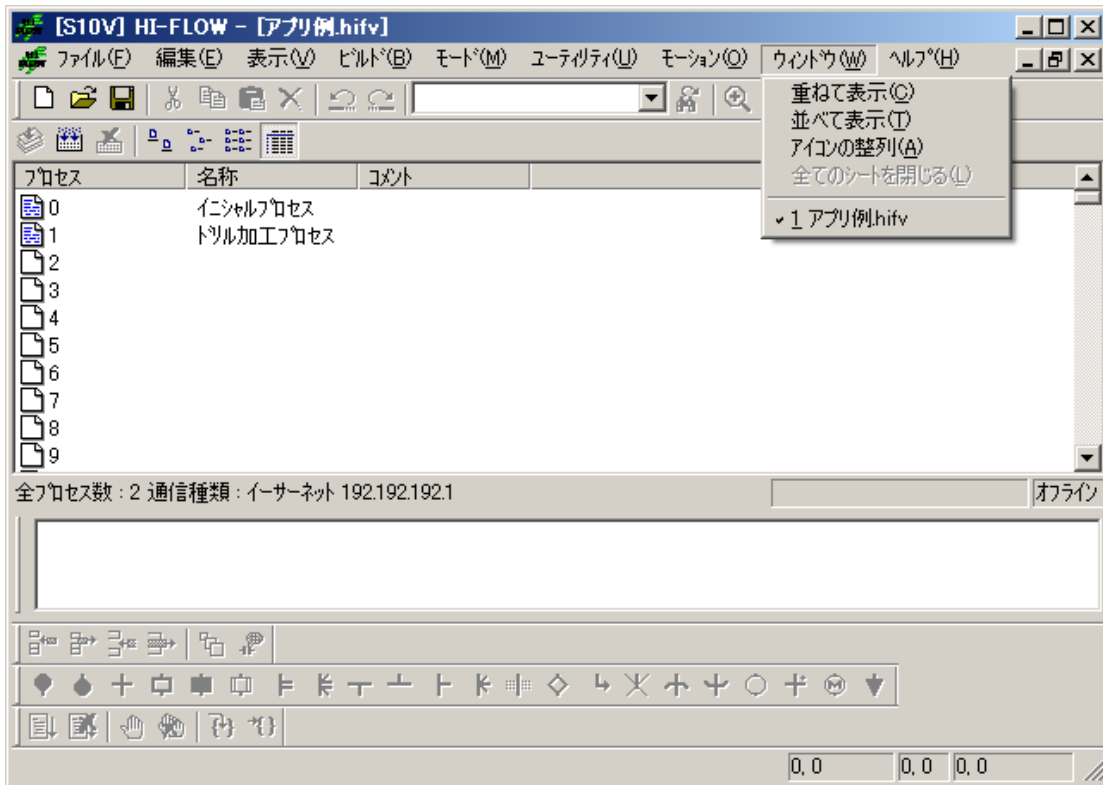 [S10V] HI-FLOW - [アプリ例.hifv]
ファイル(F) 編集(E) 表示(V) ビルド(B) モード(M) ユーティリティ(U) モーション(O) ウィンドウ(W) ヘルプ(H)
重ねて表示(C)
並べて表示(T)
アイコンの整列(A)
全てのシートを閉じる(L)
✓ 1 アプリ例.hifv
プロセス 名称 コメント
0 イニシャルプロセス
1 ドリル加工プロセス
2
3
4
5
6
7
8
9
全プロセス数 : 2 通信種類 : イーサーネット 192.192.192.1 オフライン
0, 0 0, 0 0, 0